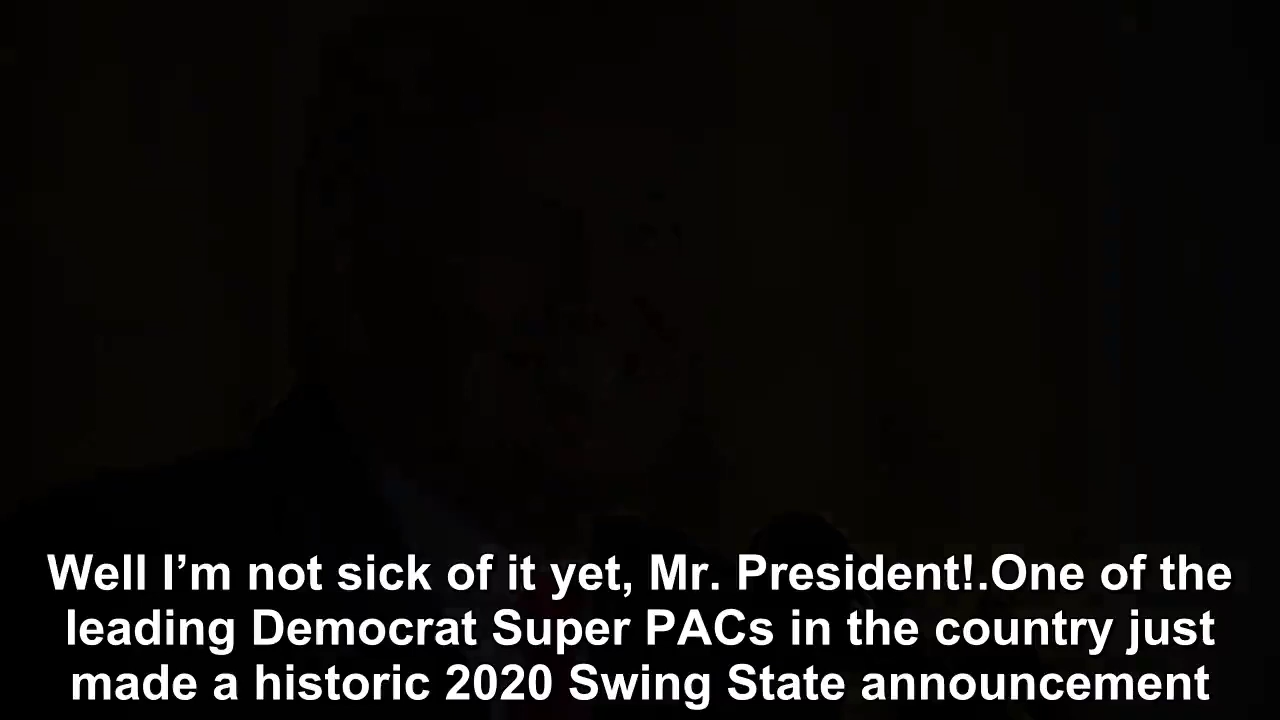 Well I’m not sick of it yet, Mr. President!.One of the
leading Democrat Super PACs in the country just
made a historic 2020 Swing State announcement